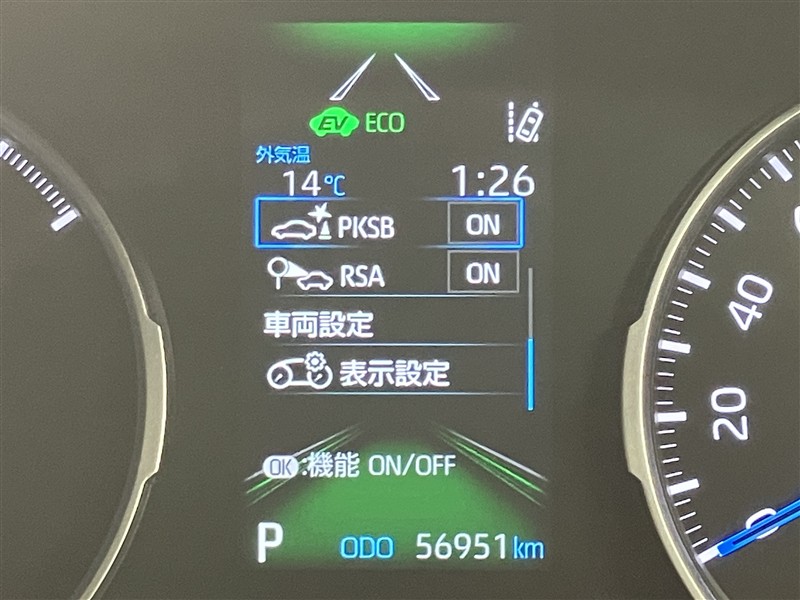 EV ECO
外気温
14℃ 1:26
PKSB ON
RSA ON
車両設定
表示設定
OK:機能 ON/OFF
P ODO 56951km
40
20
0